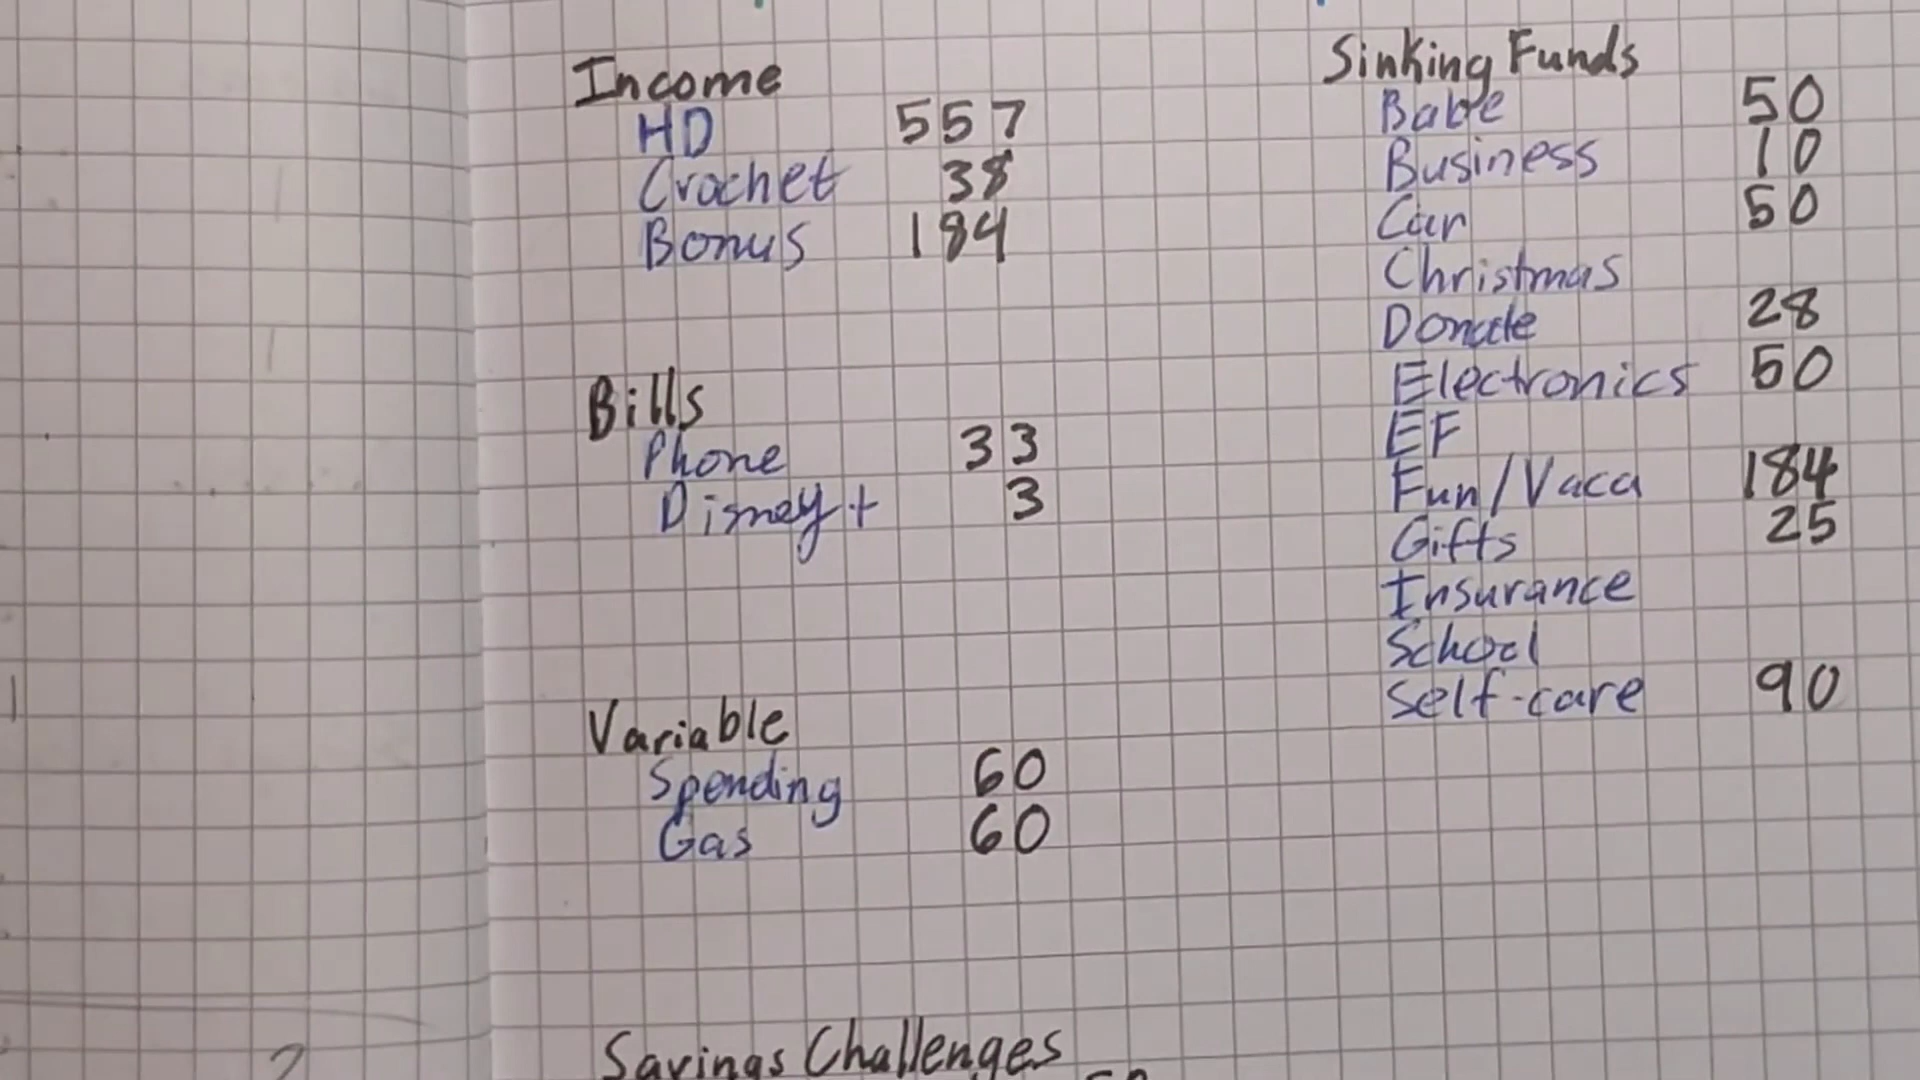 Income
HD 557
Crochet 38
Bonus 184
Bills
Phone 33
Disney+ 3
Variable
Spending 60
Gas 60
Savings Challenges
Sinking Funds
Babe 50
Business 10
Car 50
Christmas
Donate 28
Electronics 50
EF
Fun/Vaca 184
Gifts 25
Insurance
School
Self-care 90